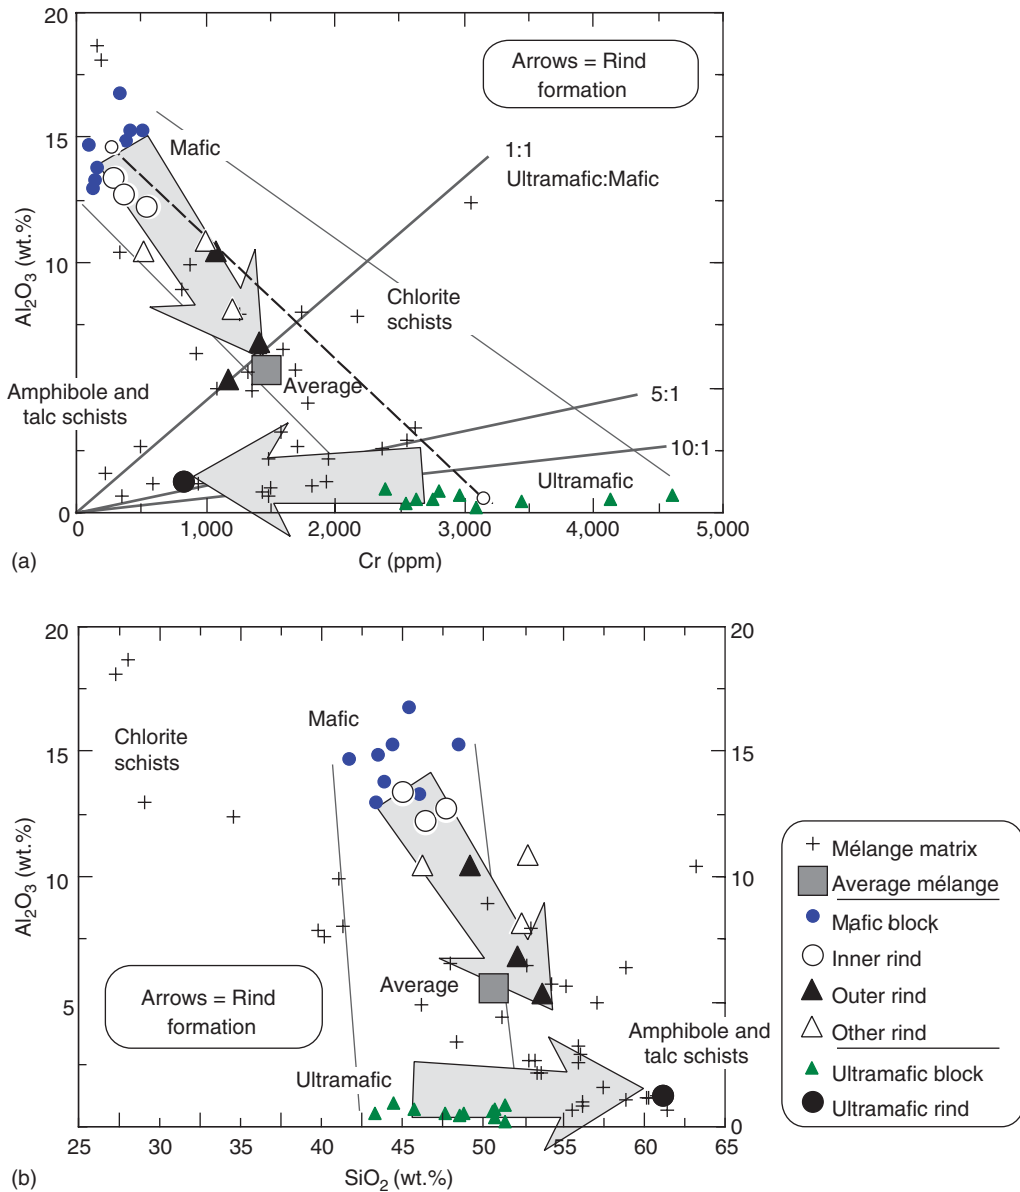 20
15
10
5
0
Al2O3 (wt.%)
Arrows = Rind
formation
Mafic
1:1
Ultramafic:Mafic
Chlorite
schists
Amphibole and
talc schists
Average
5:1
10:1
Ultramafic
0
1,000
2,000
3,000
4,000
5,000
(a)
Cr (ppm)
20
15
10
5
0
Al2O3 (wt.%)
20
15
10
5
0
Mafic
Chlorite
schists
Average
Arrows = Rind
formation
Amphibole and
talc schists
Ultramafic
25
30
35
40
45
50
55
60
65
(b)
SiO2 (wt.%)
Mélange matrix
Average mélange
Mafic block
Inner rind
Outer rind
Other rind
Ultramafic block
Ultramafic rind